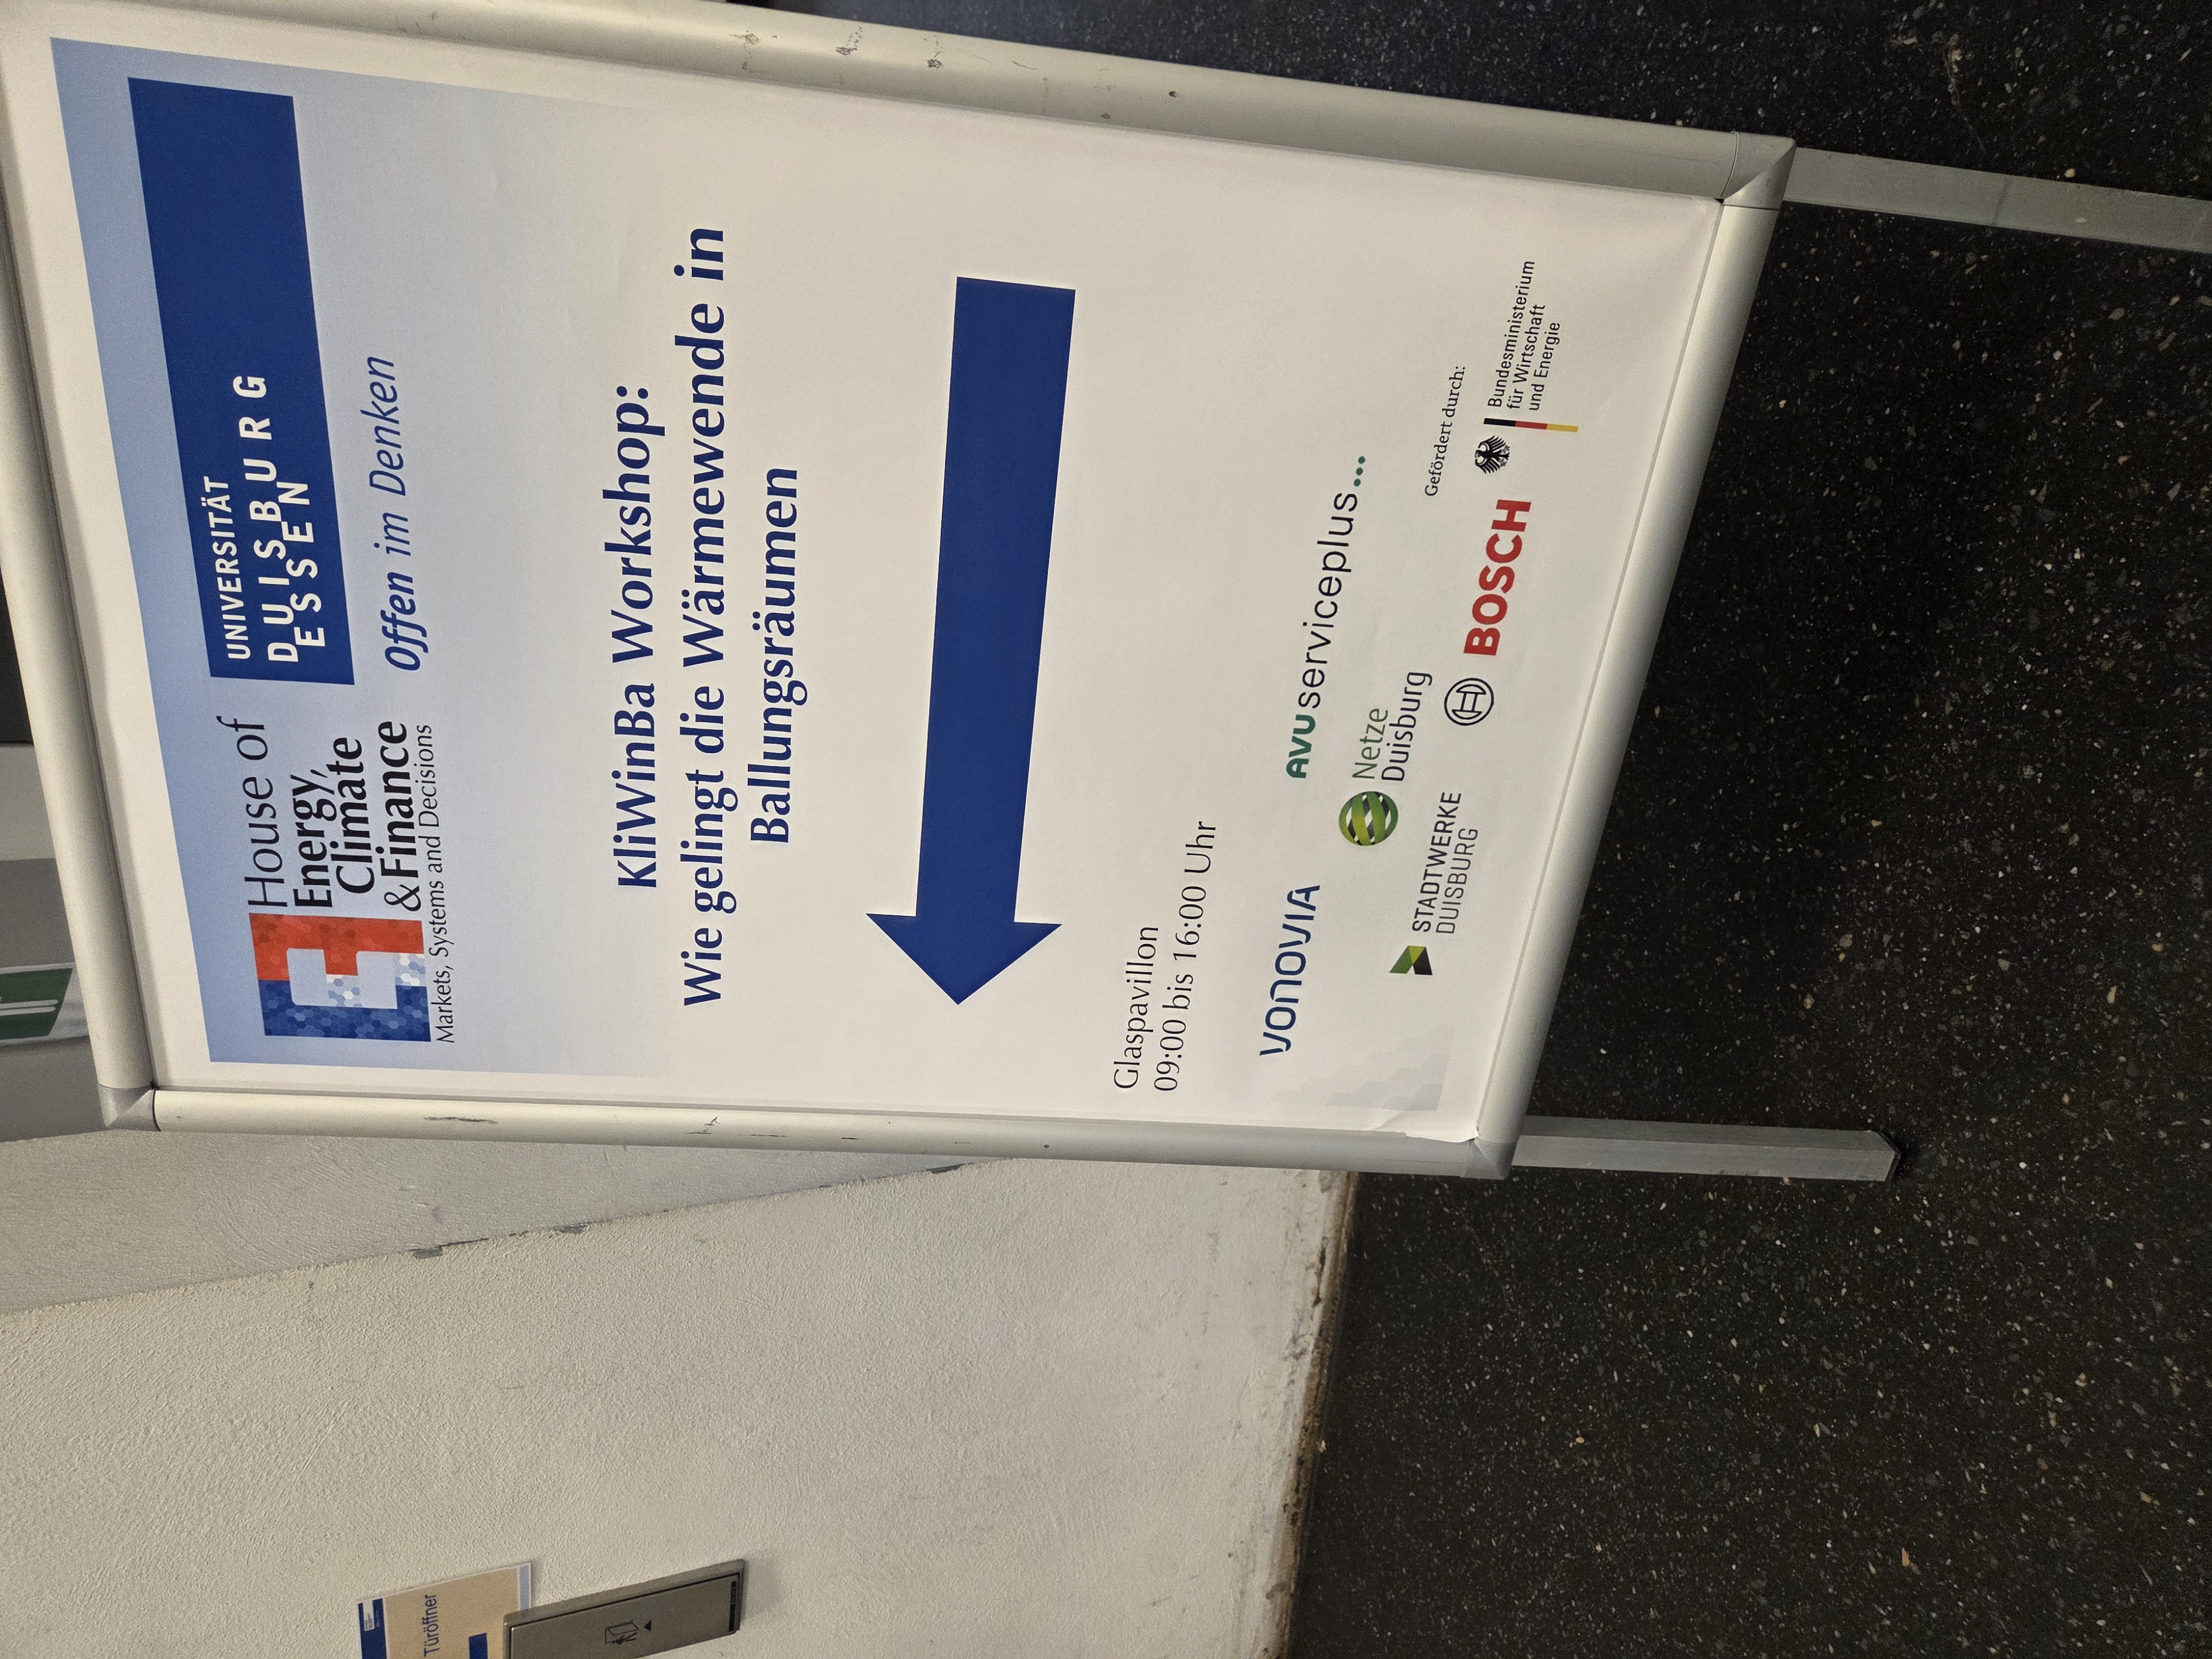 House of
Energy,
Climate
&Finance
Markets, Systems and Decisions
UNIVERSITÄT
DUISBURG
ESSEN
Offen im Denken
KliWinBa Workshop:
Wie gelingt die Wärmewende in
Ballungsräumen
Glaspavillon
09:00 bis 16:00 Uhr
VONOVIA
AVUserviceplus...
Netze
Duisburg
STADTWERKE
DUISBURG
BOSCH
Gefördert durch:
Bundesministerium
für Wirtschaft
und Energie
Türöffner